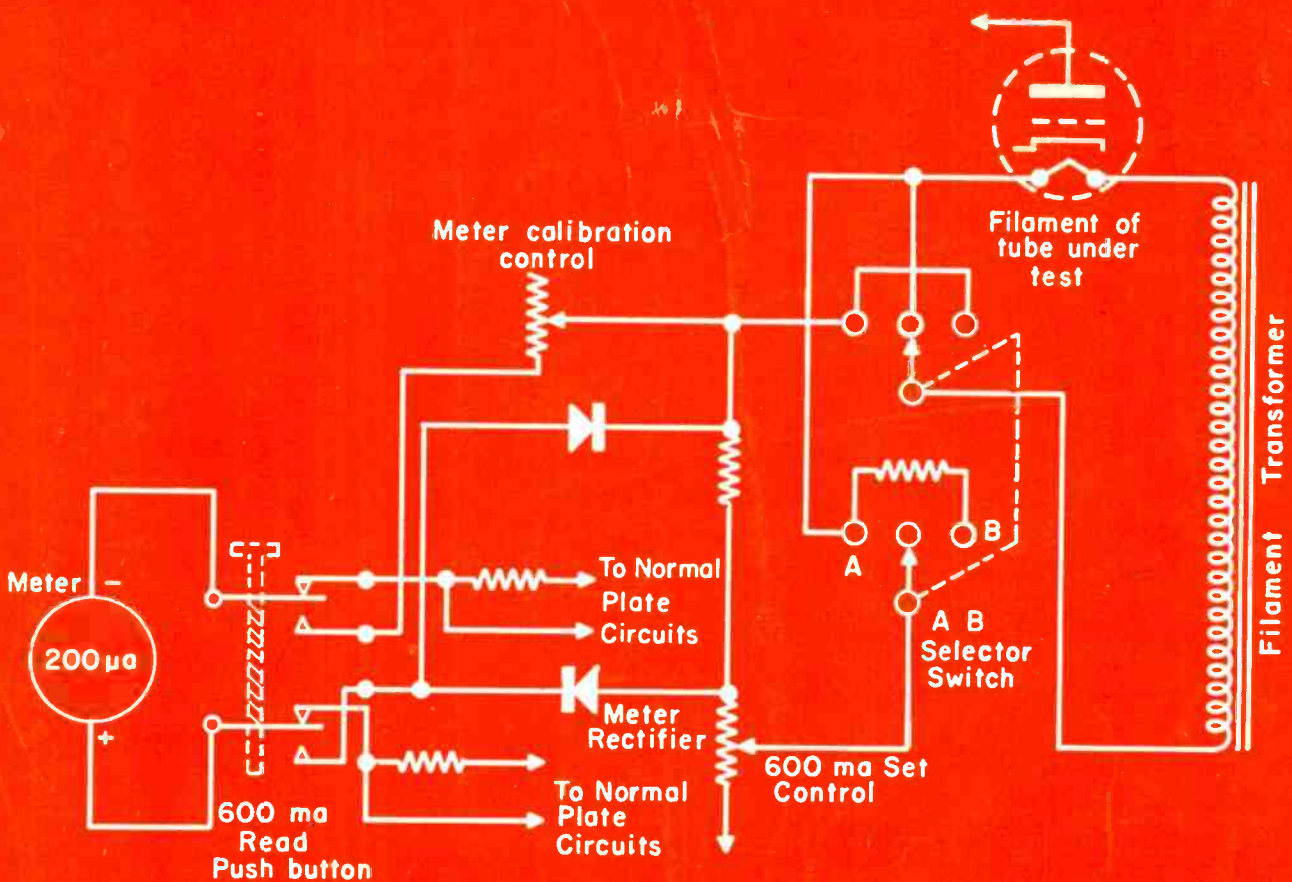 Meter calibration
control
Filament of
tube under
test
Filament Transformer
Meter
-
200 µa
+
To Normal
Plate
Circuits
A
B
A B
Selector
Switch
Meter
Rectifier
600 ma Set
Control
To Normal
Plate
Circuits
600 ma
Read
Push button